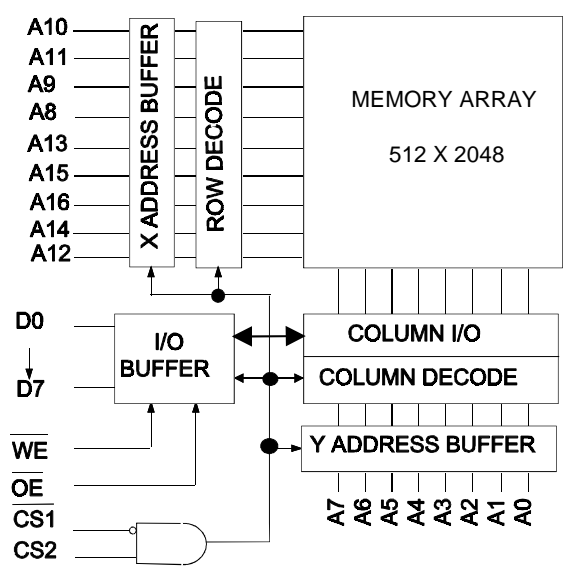 A10
A11
A9
A8
A13
A15
A16
A14
A12
X ADDRESS BUFFER
ROW DECODE
MEMORY ARRAY
512 X 2048
D0
D7
I/O
BUFFER
COLUMN I/O
COLUMN DECODE
Y ADDRESS BUFFER
WE
OE
CS1
CS2
A7
A6
A5
A4
A3
A2
A1
A0